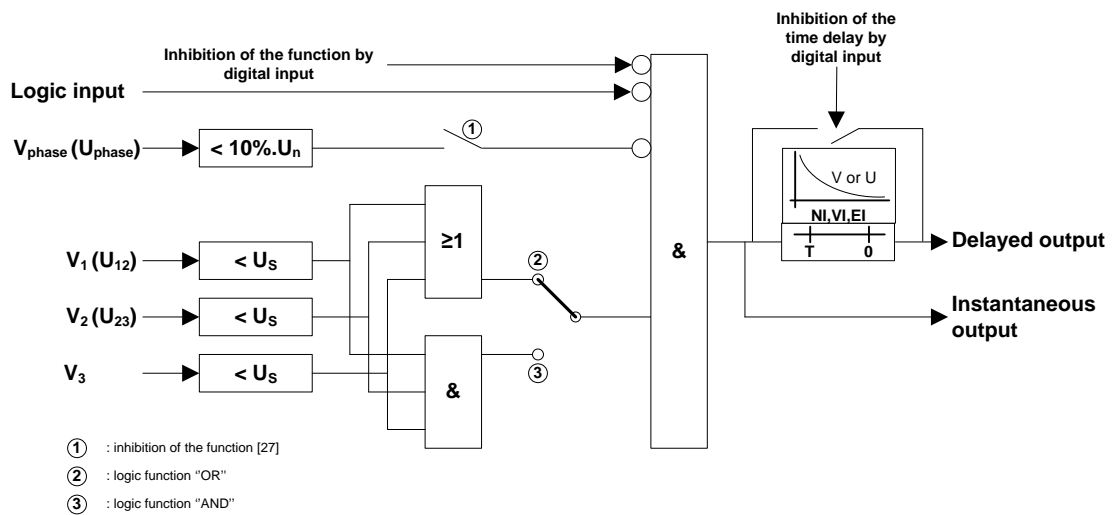 Inhibition of the
time delay by
digital input
Inhibition of the function by
digital input
Logic input
Vphase (Uphase)
< 10%.Un
1
&
V or U
NI,VI,EI
T 0
Delayed output
Instantaneous
output
≥1
V1 (U12)
< US
2
V2 (U23)
< US
V3
< US
&
3
1 : inhibition of the function [27]
2 : logic function ‘‘OR’’
3 : logic function ‘‘AND’’